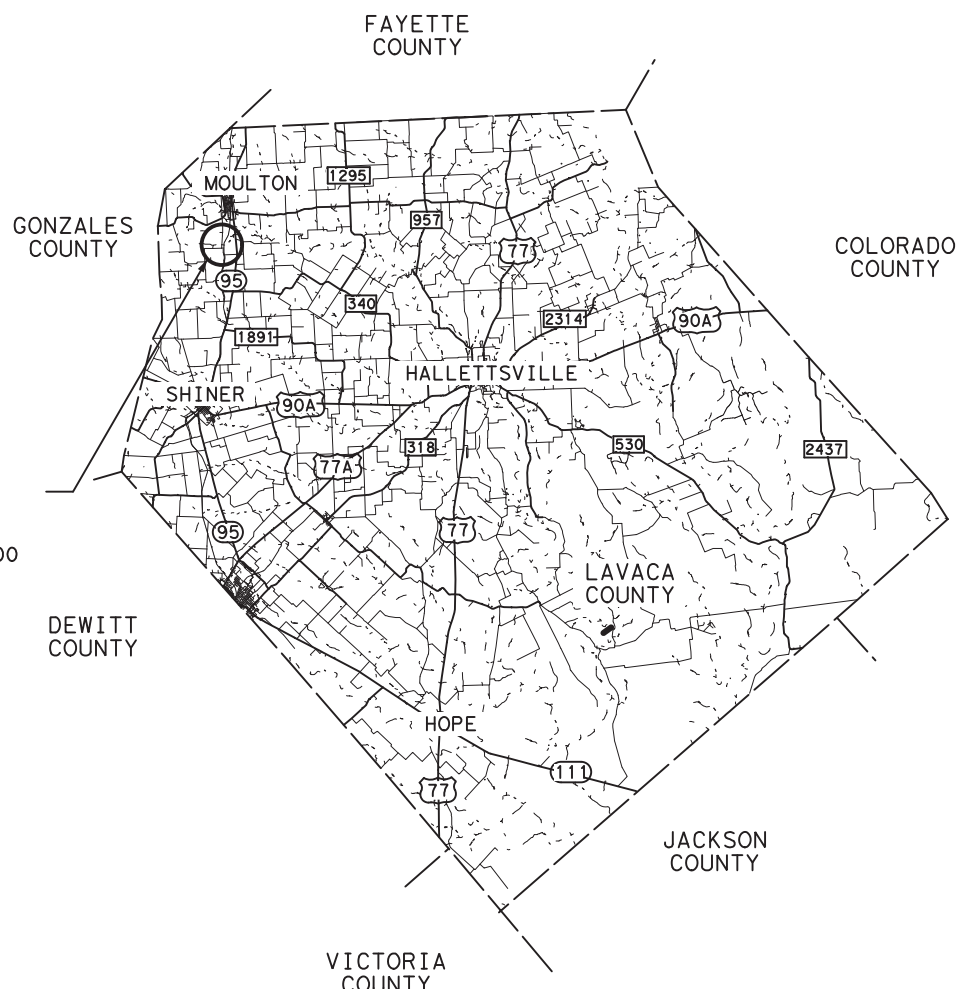 FAYETTE
COUNTY
MOULTON
1295
957
GONZALES
COUNTY
77
COLORADO
COUNTY
95
340
2314
90A
1891
HALLETTSVILLE
SHINER
90A
318
530
2437
77A
95
77
DO
LAVACA
COUNTY
DEWITT
COUNTY
HOPE
111
77
JACKSON
COUNTY
VICTORIA
COUNTY